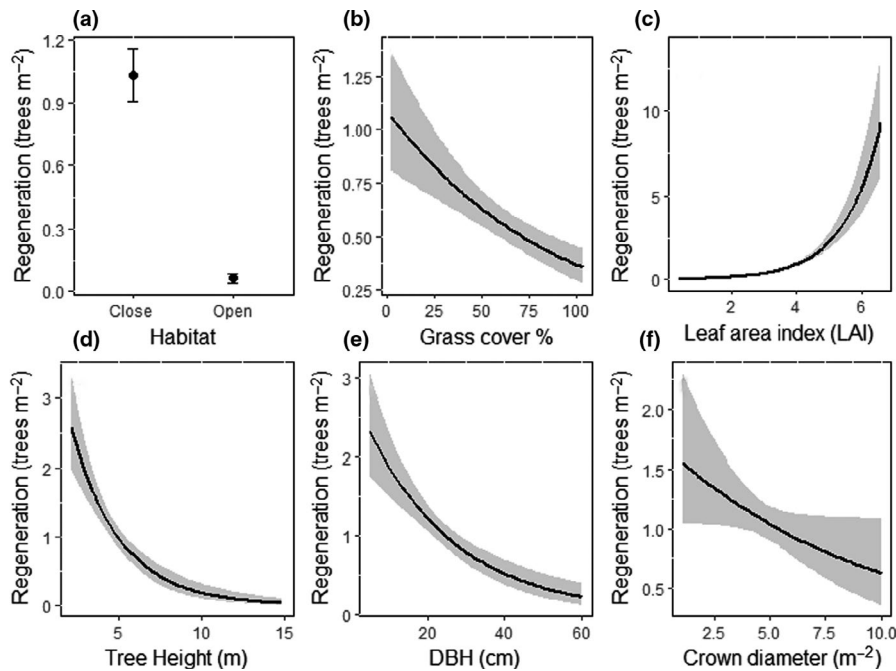 (a)
Regeneration (trees m⁻²)
1.2
0.9
0.6
0.3
0.0
Close Open
Habitat
(b)
Regeneration (trees m⁻²)
1.25
1.00
0.75
0.50
0.25
0 25 50 75 100
Grass cover %
(c)
Regeneration (trees m⁻²)
10
5
0
2 4 6
Leaf area index (LAI)
(d)
Regeneration (trees m⁻²)
3
2
1
0
5 10 15
Tree Height (m)
(e)
Regeneration (trees m⁻²)
3
2
1
0
20 40 60
DBH (cm)
(f)
Regeneration (trees m⁻²)
2.0
1.5
1.0
0.5
2.5 5.0 7.5 10.0
Crown diameter (m⁻²)